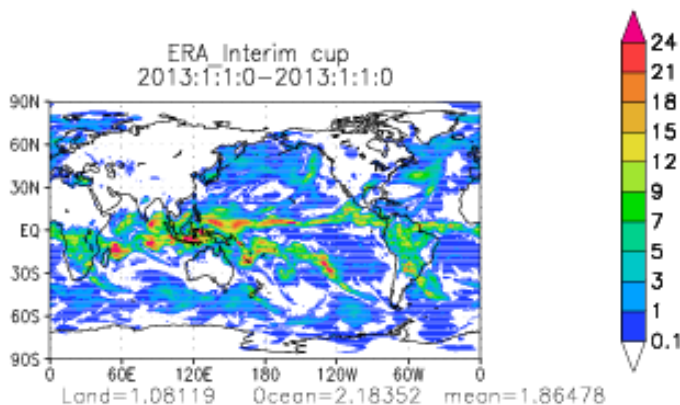 ERA_Interim cup
2013:1:1:0-2013:1:1:0
90N
60N
30N
EQ
30S
60S
90S
0 60E 120E 180 120W 60W 0
Land=1.08119 Ocean=2.18352 mean=1.86478
24
21
18
15
12
9
7
5
3
1
0.1